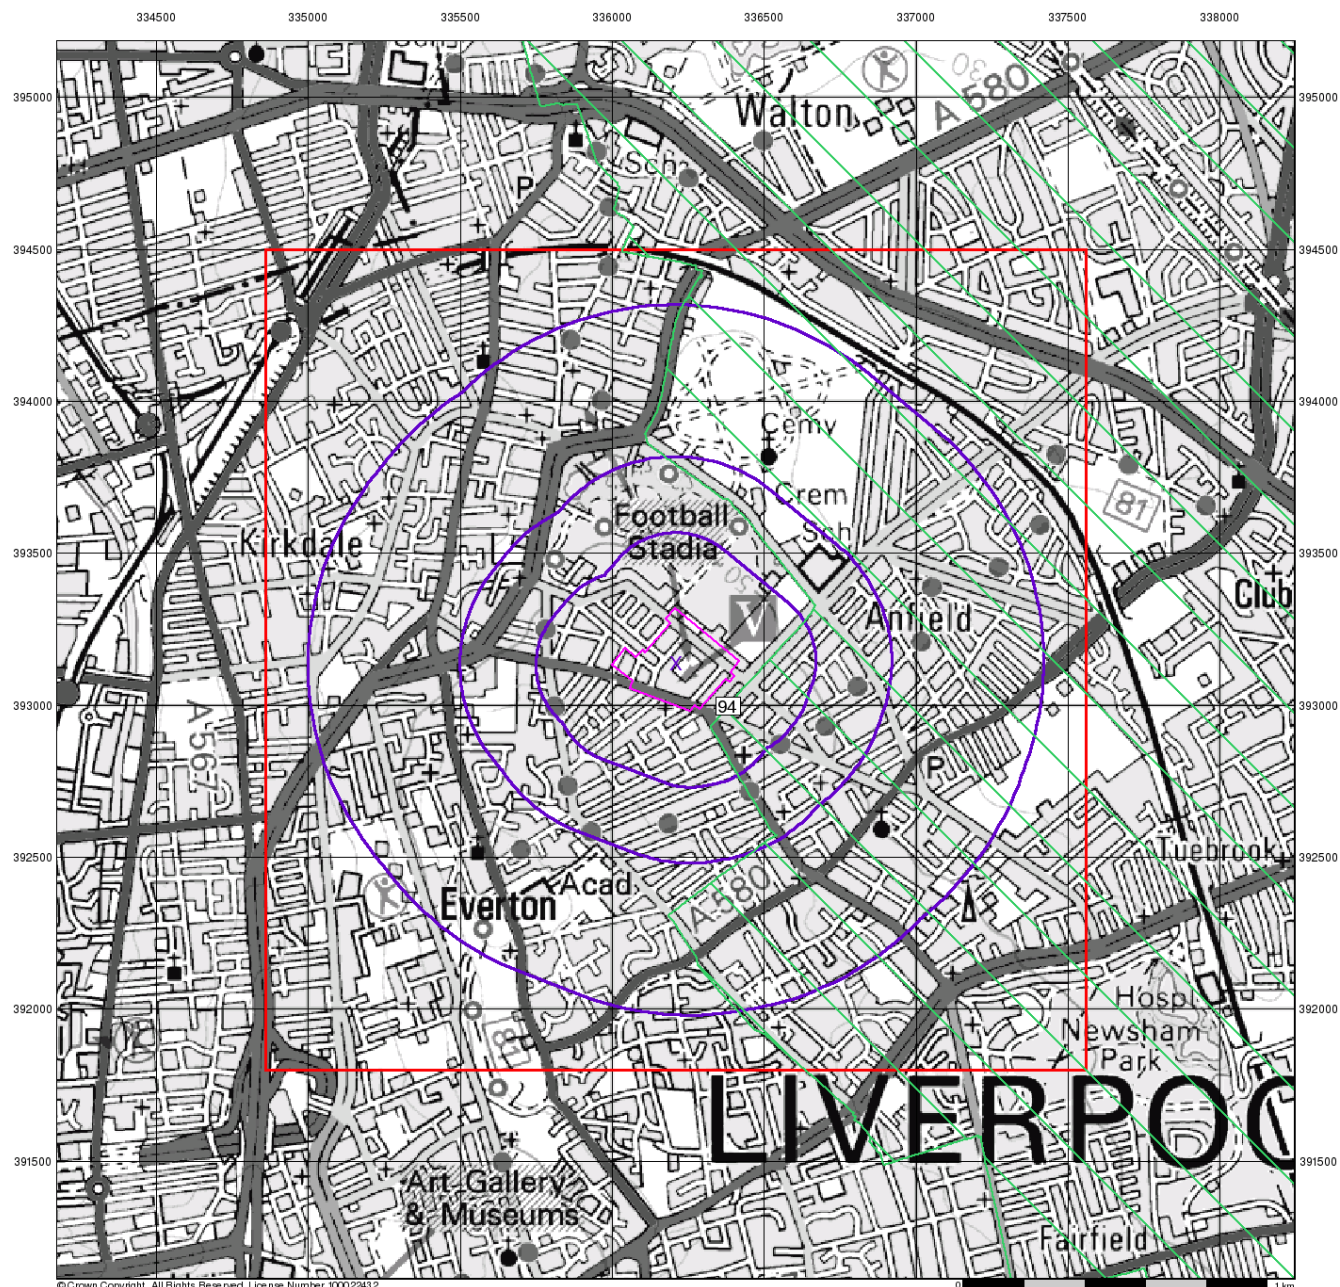 334500 335000 335500 336000 336500 337000 337500 338000
395000 395000
394500 394500
394000 394000
393500 393500
393000 393000
392500 392500
392000 392000
391500 391500
Walton
A 580
30
Sch
P
Cemy
Crem
Football
Stadia
Sch
30
V
81
Kirkdale
Anfield
Club
94
A 567
P
Tuebrook
Acad
Everton
A 580
Hospl
Newsham
Park
LIVERPOO
Art Gallery
& Museums
Fairfield
© Crown Copyright. All Rights Reserved. License Number 100022432
0 1 km